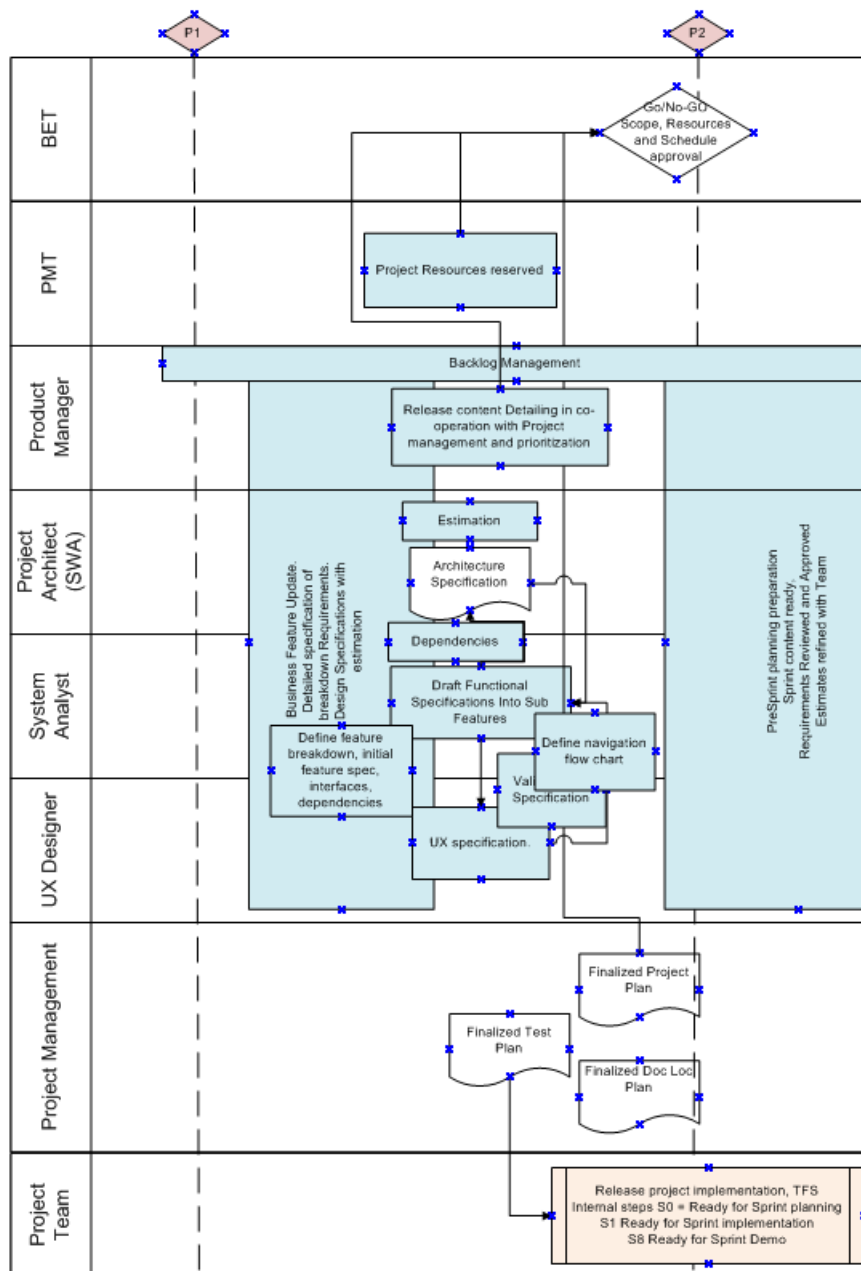 P1
P2
BET
Go/No-GO
Scope, Resources
and Schedule
approval
PMT
Project Resources reserved
Product
Manager
Backlog Management
Release content Detailing in co-
operation with Project
management and prioritization
Project
Architect
(SWA)
Estimation
Architecture
Specification
Dependencies
Business Feature Update.
Detailed specification of
breakdown Requirements.
Design Specifications with
estimation
PreSprint planning preparation
Sprint content ready,
Requirements Reviewed and Approved
Estimates refined with Team
System
Analyst
Draft Functional
Specifications Into Sub
Features
Define feature
breakdown, initial
feature spec,
interfaces,
dependencies
Define navigation
flow chart
Specification
UX Designer
UX specification.
Project Management
Finalized Project
Plan
Finalized Test
Plan
Finalized Doc Loc
Plan
Project
Team
Release project implementation, TFS
Internal steps S0 = Ready for Sprint planning
S1 Ready for Sprint implementation
S8 Ready for Sprint Demo